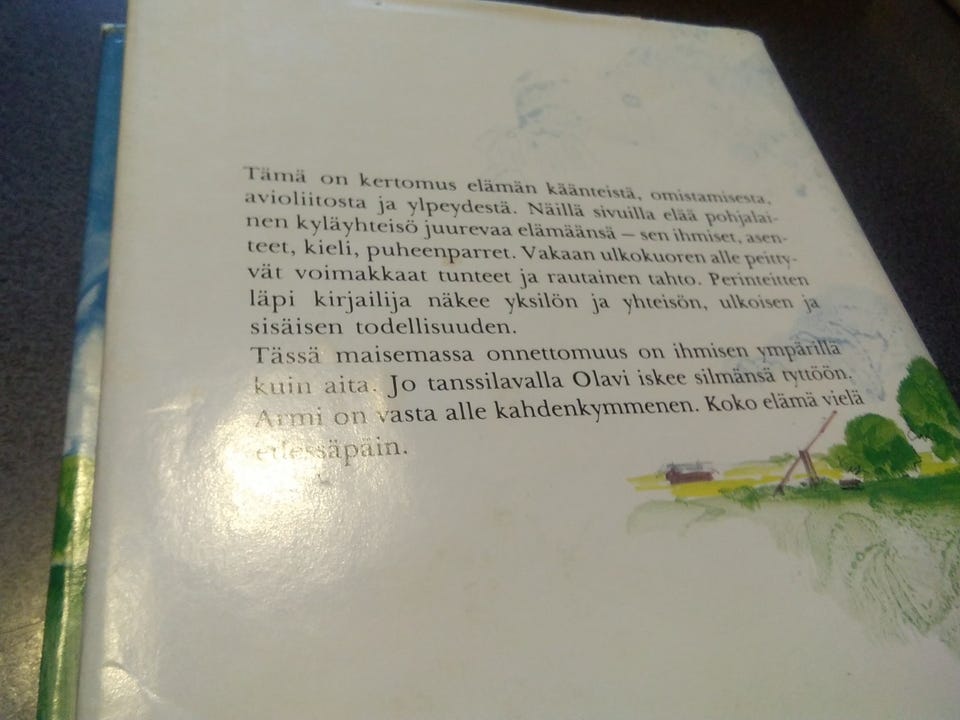 Tämä on kertomus elämän käänteistä, omistamisesta,
avioliitosta ja ylpeydestä. Näillä sivuilla elää pohjalai-
nen kyläyhteisö juurevaa elämäänsä – sen ihmiset, asen-
teet, kieli, puheenparret. Vakaan ulkokuoren alle peitty-
vät voimakkaat tunteet ja rautainen tahto. Perinteitten
läpi kirjailija näkee yksilön ja yhteisön, ulkoisen ja
sisäisen todellisuuden.
Tässä maisemassa onnettomuus on ihmisen ympärillä
kuin aita. Jo tanssilavalla Olavi iskee silmänsä tyttöön.
Armi on vasta alle kahdenkymmenen. Koko elämä vielä
edessäpäin.